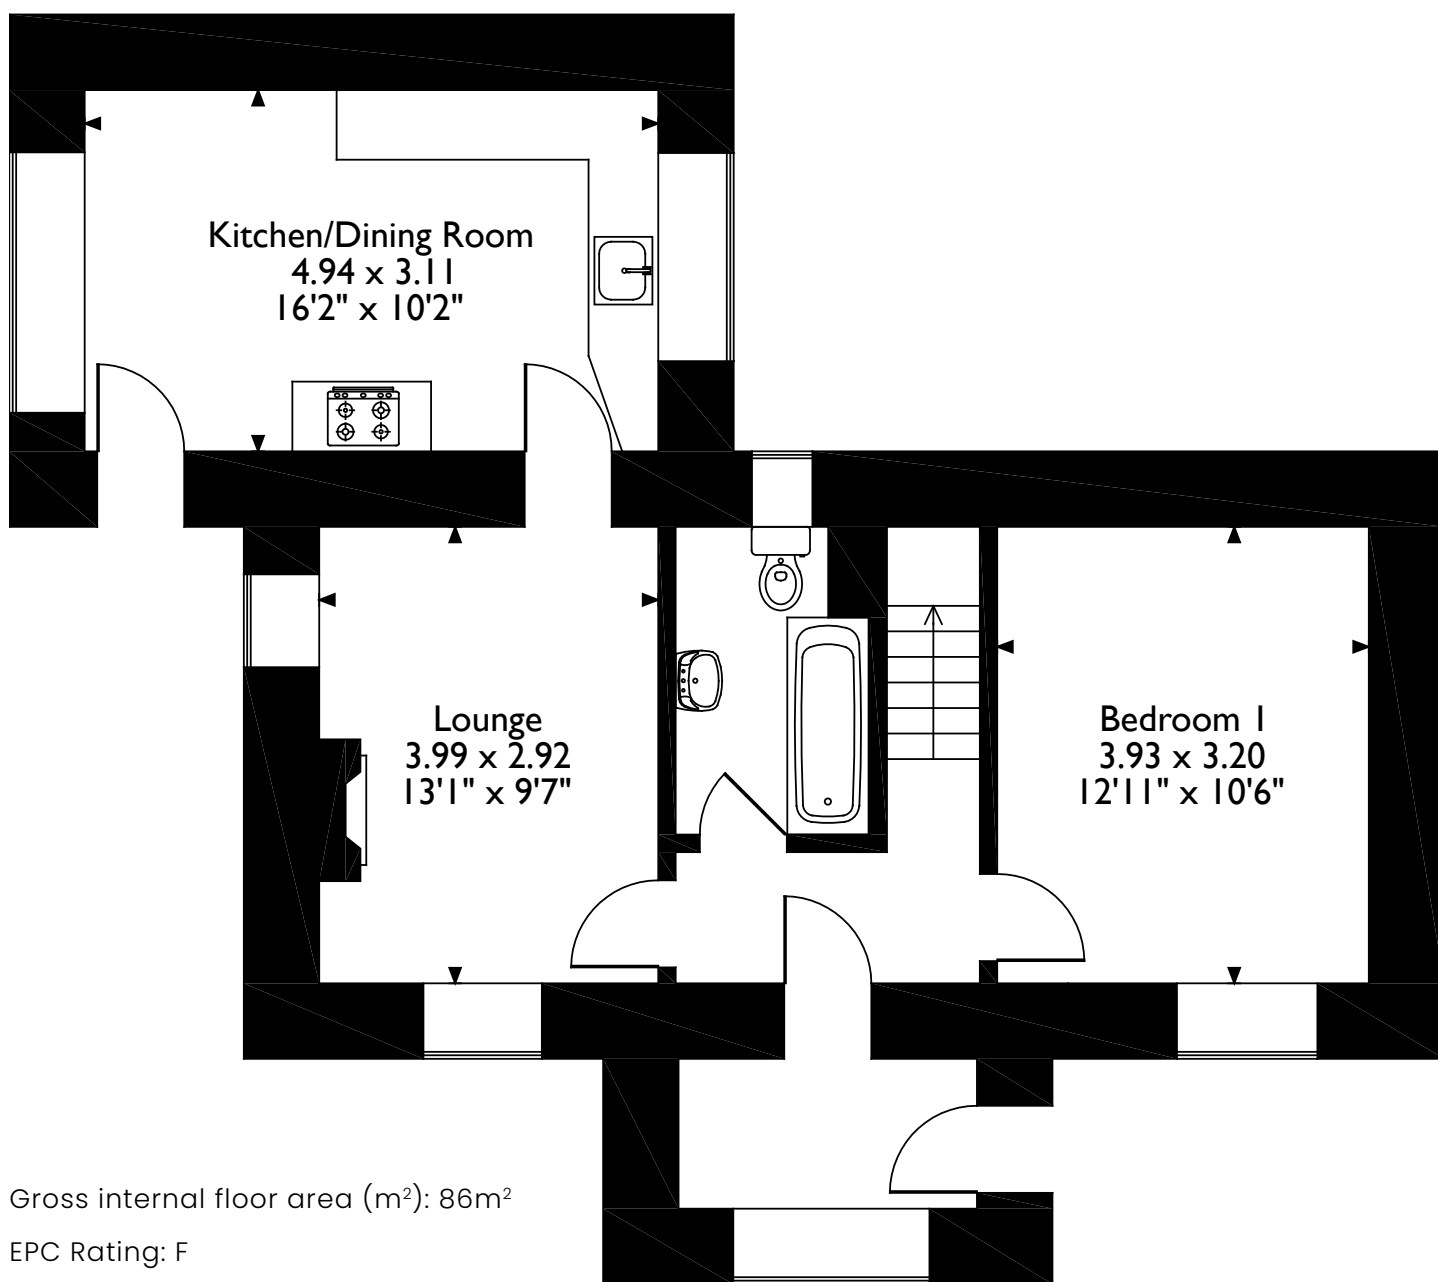 Kitchen/Dining Room
4.94 x 3.11
16'2" x 10'2"
Lounge
3.99 x 2.92
13'1" x 9'7"
Bedroom 1
3.93 x 3.20
12'11" x 10'6"
Gross internal floor area (m²): 86m²
EPC Rating: F